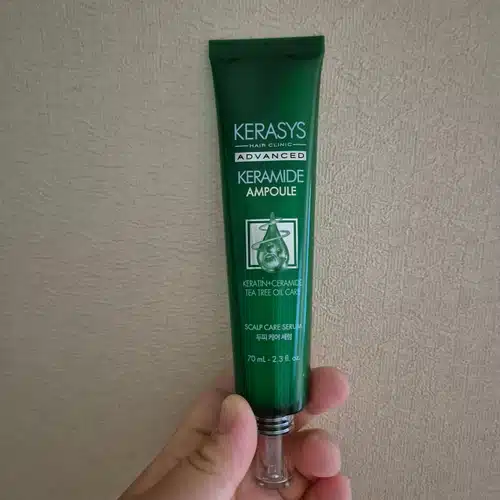 KERASYS
HAIR CLINIC
ADVANCED
KERAMIDE
AMPOULE
KERATIN+CERAMIDE
TEA TREE OIL CARE
SCALP CARE SERUM
두피 케어 세럼
70 mL - 2.3 fl. oz.